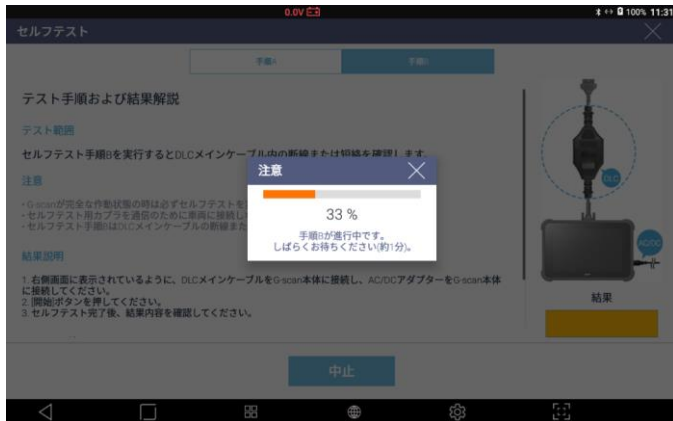 0.0V
100% 11:31
セルフテスト
手順A
手順B
テスト手順および結果解説
テスト範囲
セルフテスト手順Bを実行するとDLCメインケーブル内の断線または短絡を確認します。
注意
・G-scanが完全な作動状態の時は必ずセルフテストを
・セルフテスト用カプラを通信のために車両に接続し
・セルフテスト手順BはDLCメインケーブルの断線また
結果説明
1. 右側画面に表示されているように、DLCメインケーブルをG-scan本体に接続し、AC/DCアダプターをG-scan本体
に接続してください。
2. [開始]ボタンを押してください。
3. セルフテスト完了後、結果内容を確認してください。
注意
33 %
手順Bが進行中です。
しばらくお待ちください(約1分)。
DLC
AC/DC
結果
中止